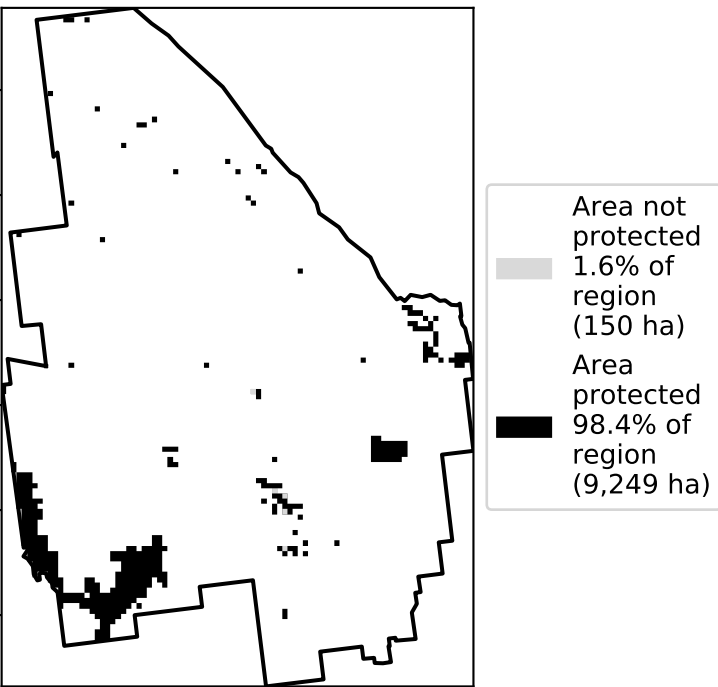 Area not
protected
1.6% of
region
(150 ha)
Area
protected
98.4% of
region
(9,249 ha)